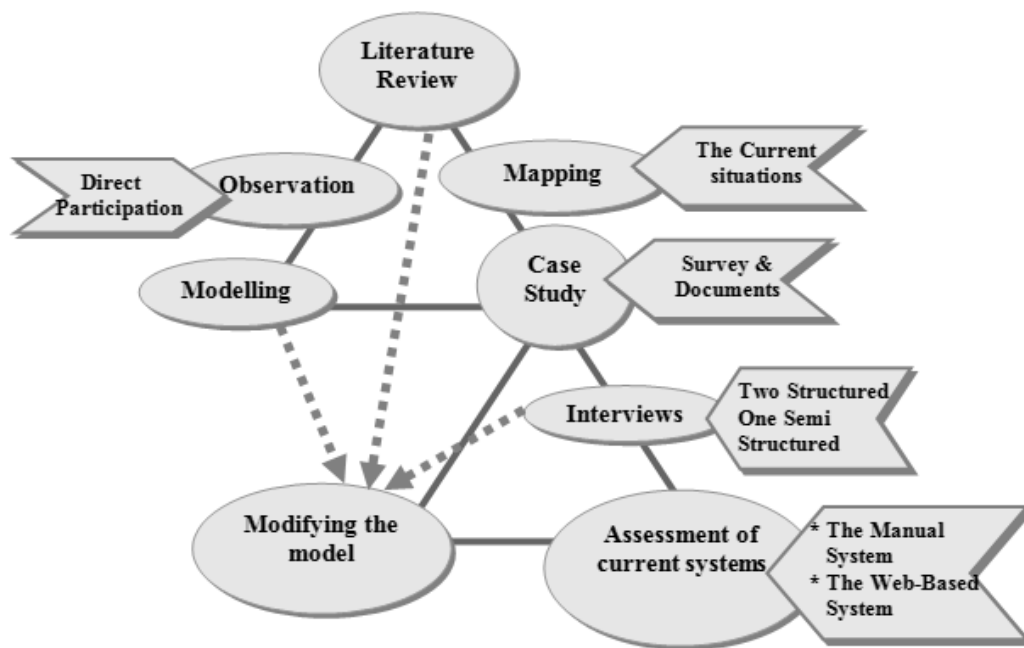 Literature
Review
Direct
Participation
Observation
Mapping
The Current
situations
Modelling
Case
Study
Survey &
Documents
Interviews
Two Structured
One Semi
Structured
Modifying the
model
Assessment of
current systems
* The Manual
System
* The Web-Based
System